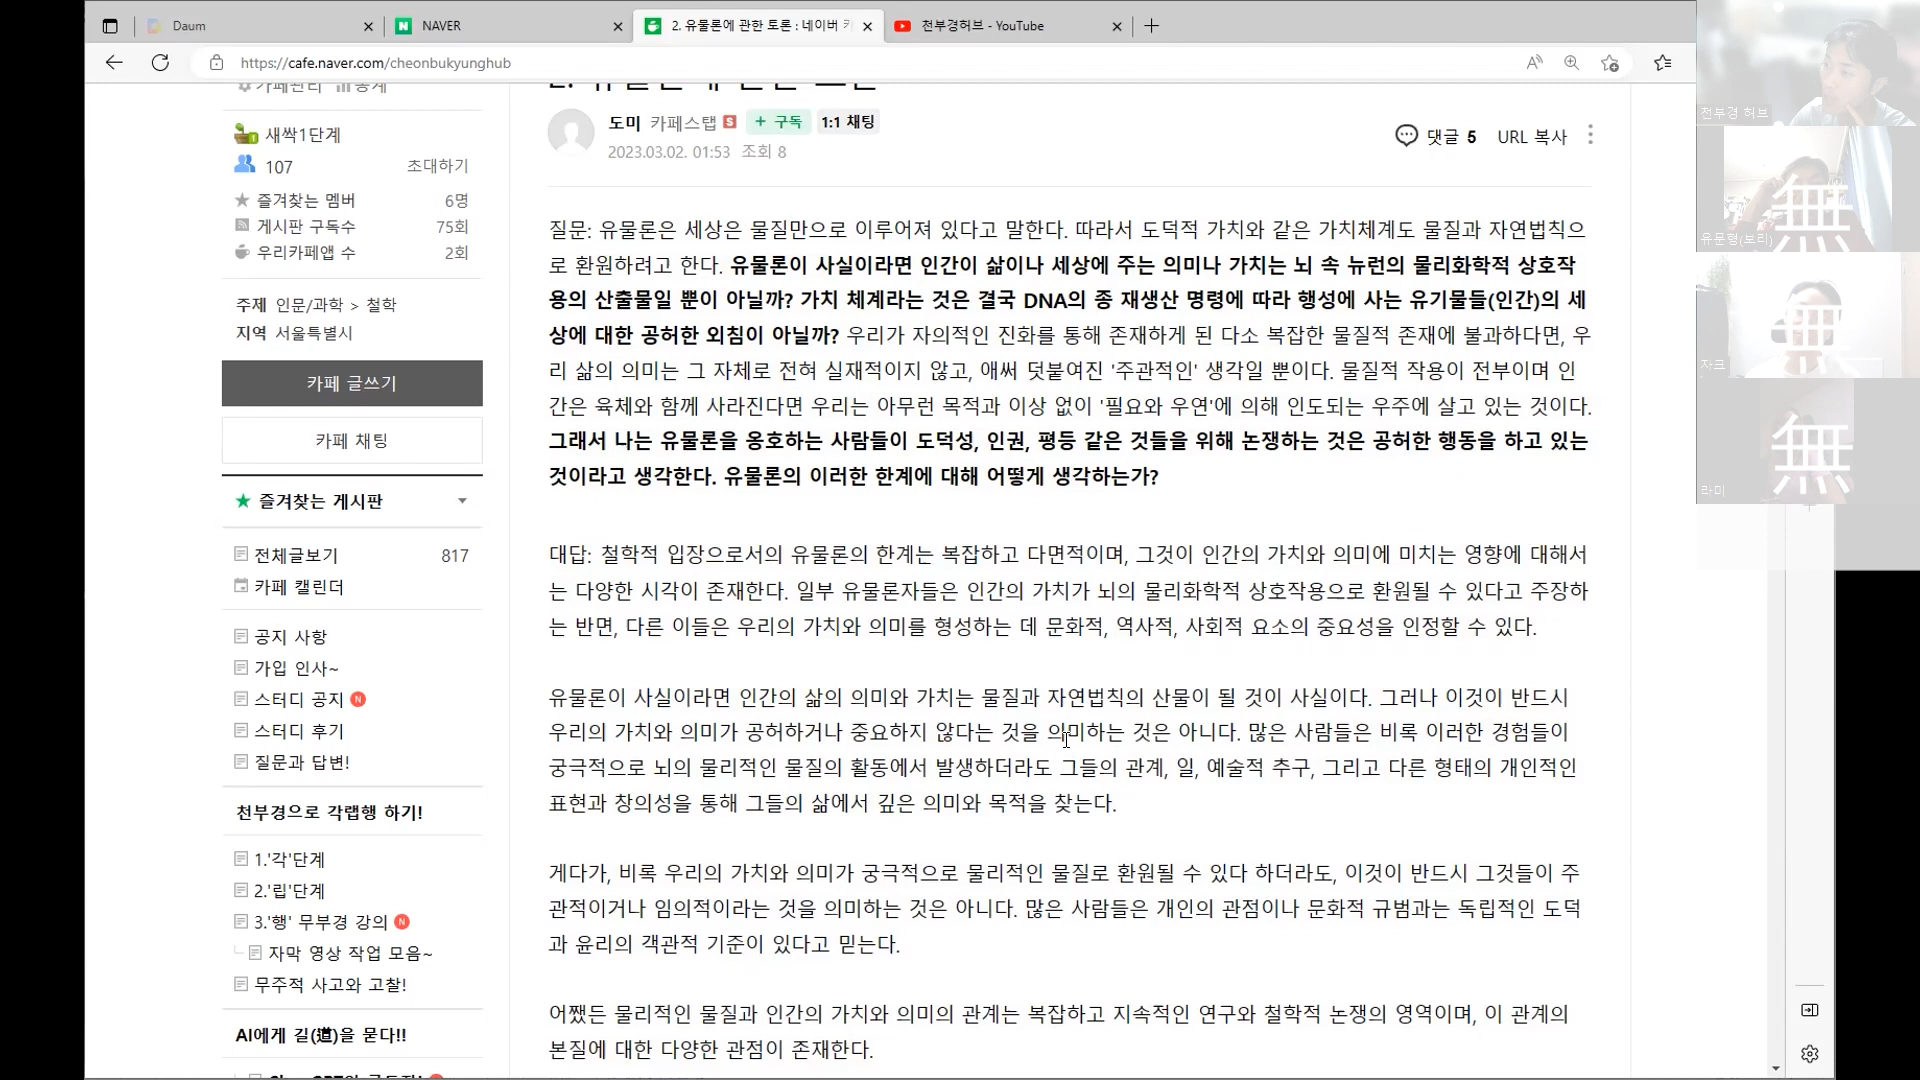 Daum
NAVER
2. 유물론에 관한 토론 : 네이버 카
천부경허브 - YouTube
https://cafe.naver.com/cheonbukyunghub
카페관리 통계
새싹1단계
107 초대하기
즐겨찾는 멤버 6명
게시판 구독수 75회
우리카페앱 수 2회
주제 인문/과학 > 철학
지역 서울특별시
카페 글쓰기
카페 채팅
즐겨찾는 게시판
전체글보기 817
카페 캘린더
공지 사항
가입 인사~
스터디 공지 N
스터디 후기
질문과 답변!
천부경으로 각랩행 하기!
1.'각'단계
2.'립'단계
3.'행' 무부경 강의 N
자막 영상 작업 모음~
무주적 사고와 고찰!
AI에게 길(道)을 묻다!!
2. 유물론에 관한 토론
도미 카페스탭 S + 구독 1:1 채팅
2023.03.02. 01:53 조회 8
댓글 5 URL 복사
질문: 유물론은 세상은 물질만으로 이루어져 있다고 말한다. 따라서 도덕적 가치와 같은 가치체계도 물질과 자연법칙으
로 환원하려고 한다. 유물론이 사실이라면 인간이 삶이나 세상에 주는 의미나 가치는 뇌 속 뉴런의 물리화학적 상호작
용의 산출물일 뿐이 아닐까? 가치 체계라는 것은 결국 DNA의 종 재생산 명령에 따라 행성에 사는 유기물들(인간)의 세
상에 대한 공허한 외침이 아닐까? 우리가 자의적인 진화를 통해 존재하게 된 다소 복잡한 물질적 존재에 불과하다면, 우
리 삶의 의미는 그 자체로 전혀 실재적이지 않고, 애써 덧붙여진 '주관적인' 생각일 뿐이다. 물질적 작용이 전부이며 인
간은 육체와 함께 사라진다면 우리는 아무런 목적과 이상 없이 '필요와 우연'에 의해 인도되는 우주에 살고 있는 것이다.
그래서 나는 유물론을 옹호하는 사람들이 도덕성, 인권, 평등 같은 것들을 위해 논쟁하는 것은 공허한 행동을 하고 있는
것이라고 생각한다. 유물론의 이러한 한계에 대해 어떻게 생각하는가?
대답: 철학적 입장으로서의 유물론의 한계는 복잡하고 다면적이며, 그것이 인간의 가치와 의미에 미치는 영향에 대해서
는 다양한 시각이 존재한다. 일부 유물론자들은 인간의 가치가 뇌의 물리화학적 상호작용으로 환원될 수 있다고 주장하
는 반면, 다른 이들은 우리의 가치와 의미를 형성하는 데 문화적, 역사적, 사회적 요소의 중요성을 인정할 수 있다.
유물론이 사실이라면 인간의 삶의 의미와 가치는 물질과 자연법칙의 산물이 될 것이 사실이다. 그러나 이것이 반드시
우리의 가치와 의미가 공허하거나 중요하지 않다는 것을 의미하는 것은 아니다. 많은 사람들은 비록 이러한 경험들이
궁극적으로 뇌의 물리적인 물질의 활동에서 발생하더라도 그들의 관계, 일, 예술적 추구, 그리고 다른 형태의 개인적인
표현과 창의성을 통해 그들의 삶에서 깊은 의미와 목적을 찾는다.
게다가, 비록 우리의 가치와 의미가 궁극적으로 물리적인 물질로 환원될 수 있다 하더라도, 이것이 반드시 그것들이 주
관적이거나 임의적이라는 것을 의미하는 것은 아니다. 많은 사람들은 개인의 관점이나 문화적 규범과는 독립적인 도덕
과 윤리의 객관적 기준이 있다고 믿는다.
어쨌든 물리적인 물질과 인간의 가치와 의미의 관계는 복잡하고 지속적인 연구와 철학적 논쟁의 영역이며, 이 관계의
본질에 대한 다양한 관점이 존재한다.
천부경 허브
無
유문형(보리)
無
자크
無
라미